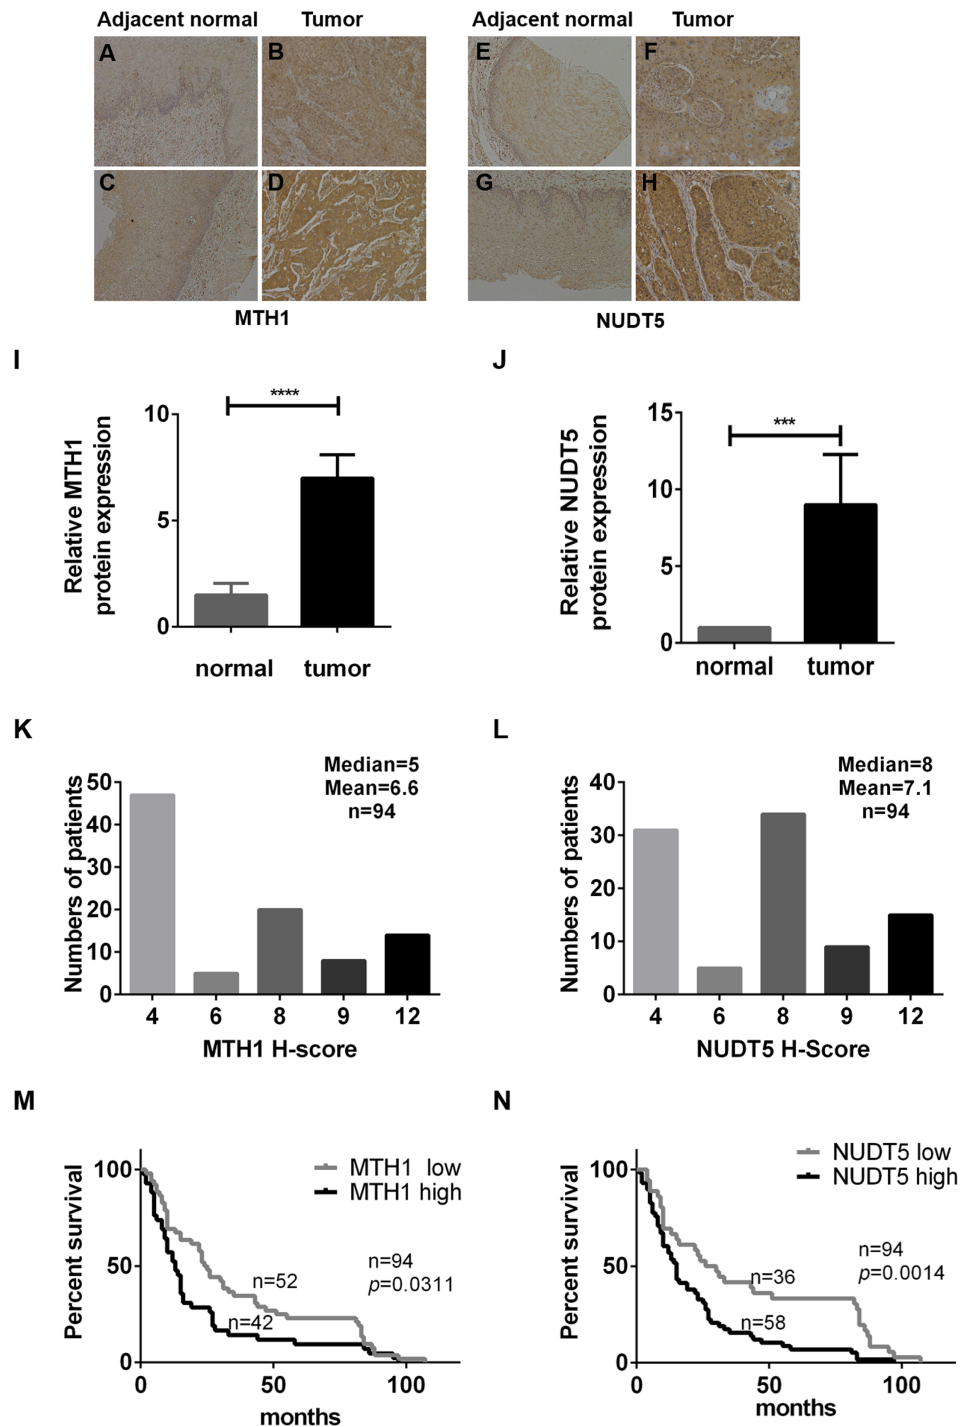 Adjacent normal Tumor Adjacent normal Tumor
A B E F
C D G H
MTH1 NUDT5
I
Relative MTH1
protein expression
10
5
0
****
normal tumor
J
Relative NUDT5
protein expression
15
10
5
0
***
normal tumor
K
Numbers of patients
50
40
30
20
10
0
Median=5
Mean=6.6
n=94
4 6 8 9 12
MTH1 H-score
L
Numbers of patients
40
30
20
10
0
Median=8
Mean=7.1
n=94
4 6 8 9 12
NUDT5 H-Score
M
Percent survival
100
50
0
MTH1 low
MTH1 high
n=94
p=0.0311
n=52
n=42
0 50 100
months
N
Percent survival
100
50
0
NUDT5 low
NUDT5 high
n=94
p=0.0014
n=36
n=58
0 50 100
months